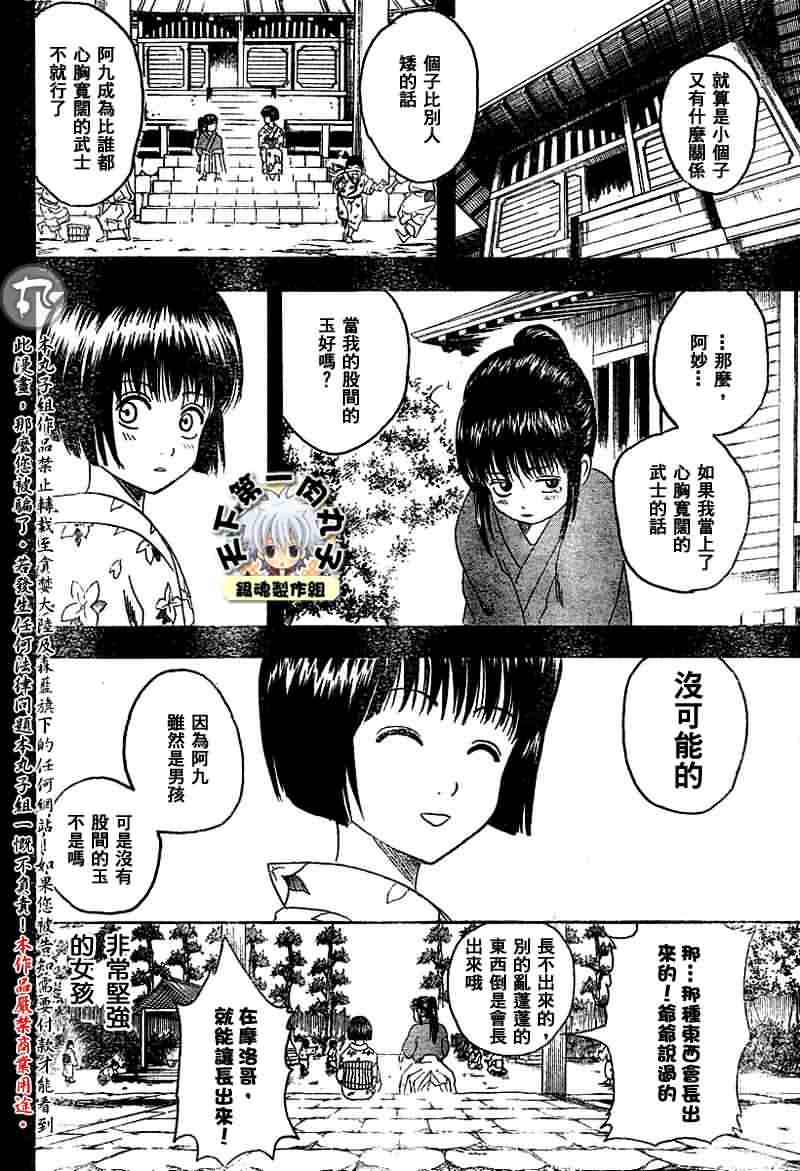 就算是小個子
又有什麼關係
個子比別人
矮的話
阿九成為比誰都
心胸寬闊的武士
不就行了
…那麼，
阿妙…
如果我當上了
心胸寬闊的
武士的話
當我的股間的
玉好嗎？
沒可能的
因為阿九
雖然是男孩
可是沒有
股間的玉
不是嗎
那…那種東西會長出
來的！爺爺說過的
長不出來的，
別的亂蓬蓬的
東西倒是會長
出來哦
在摩洛哥，
就能讓長出來！
非常堅強
的女孩
天下第一肉丸子
銀魂製作組
丸
本丸子組作品禁止轉載至貪婪大陸及森藍旗下的任何網站！如果您被告知需要付款才能看到
此漫畫，那麼您被騙了。若發生任何法律問題本丸子組一慨不負責！本作品嚴禁商業用途。